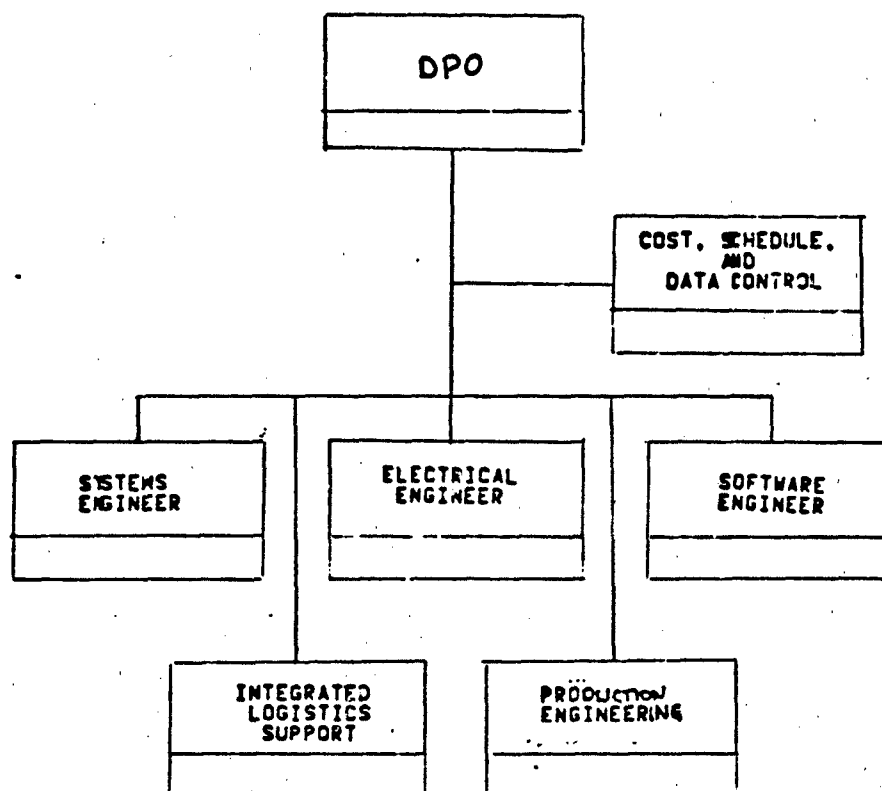 DPO
COST, SCHEDULE,
AND
DATA CONTROL
SYSTEMS
ENGINEER
ELECTRICAL
ENGINEER
SOFTWARE
ENGINEER
INTEGRATED
LOGISTICS
SUPPORT
PRODUCTION
ENGINEERING